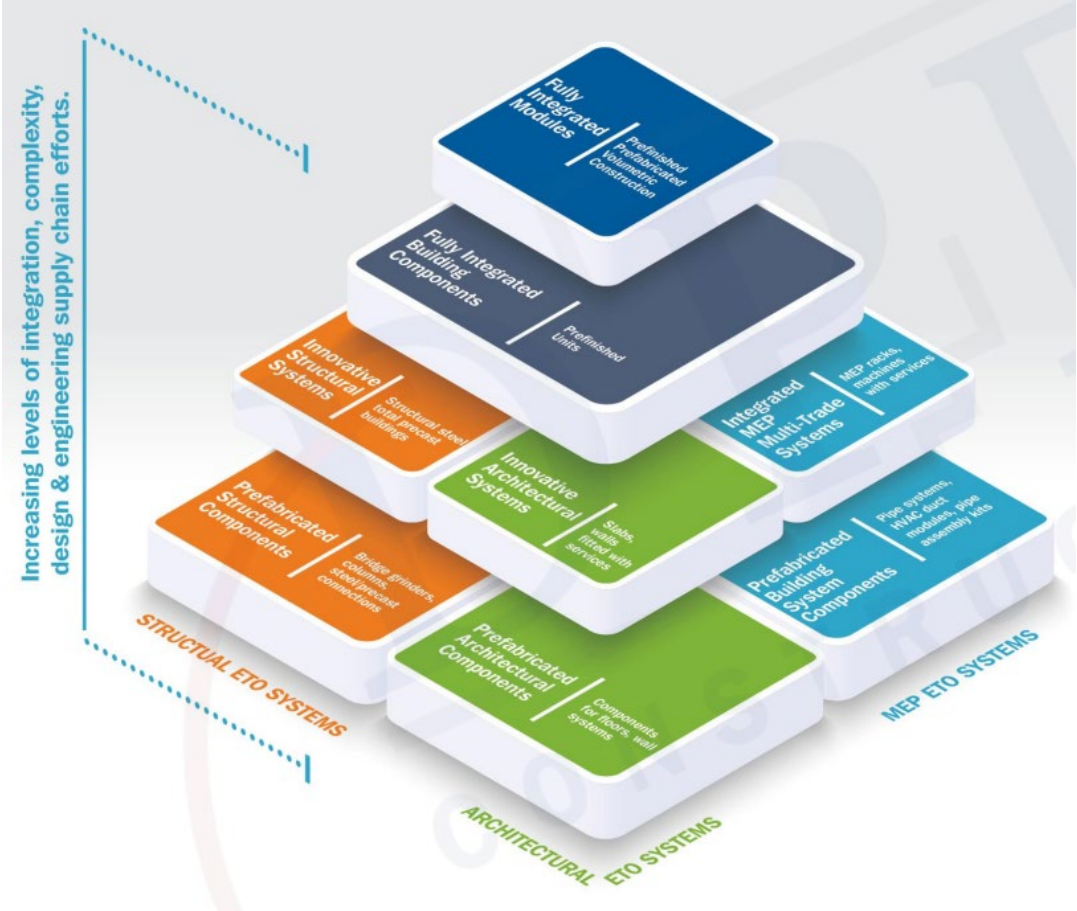 Increasing levels of integration, complexity,
design & engineering supply chain efforts.
Fully
Integrated
Modules
Prefinished
Prefabricated
Volumetric
Construction
Fully Integrated
Building
Components
Prefinished
Units
Innovative
Structural
Systems
Structural steel
total precast
buildings
Innovative
Architectural
Systems
Slabs,
walls
fitted with
services
Integrated
MEP
Multi-Trade
Systems
MEP racks,
machines
with services
Prefabricated
Structural
Components
Bridge grinders,
columns,
steel/precast
connections
Prefabricated
Architectural
Components
Components
for floors, wall
systems
Prefabricated
Building
System
Components
Pipe systems,
HVAC duct
modules, pipe
assembly kits
STRUCTUAL ETO SYSTEMS
ARCHITECTURAL ETO SYSTEMS
MEP ETO SYSTEMS